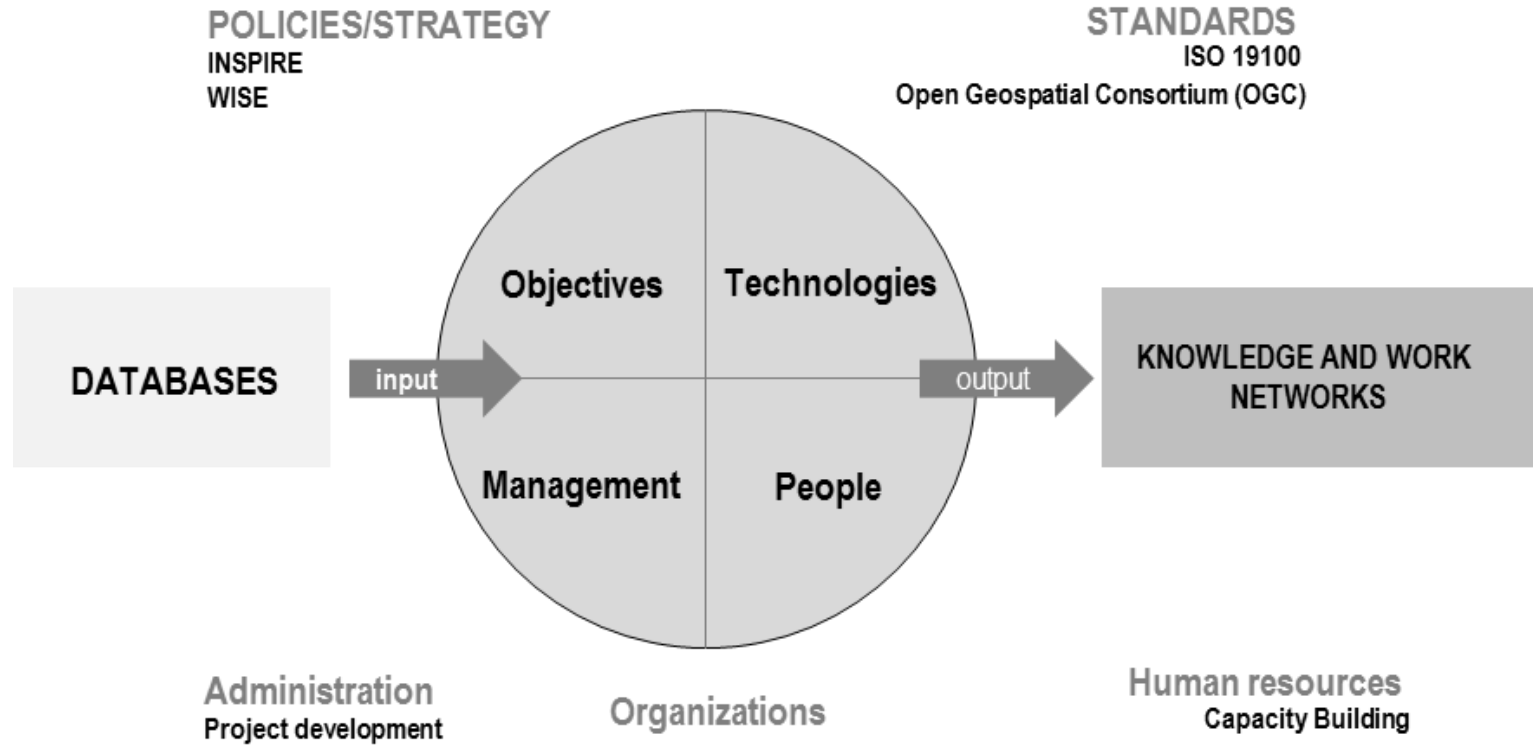 POLICIES/STRATEGY
INSPIRE
WISE
STANDARDS
ISO 19100
Open Geospatial Consortium (OGC)
Objectives
Technologies
DATABASES
input
output
KNOWLEDGE AND WORK
NETWORKS
Management
People
Administration
Project development
Organizations
Human resources
Capacity Building